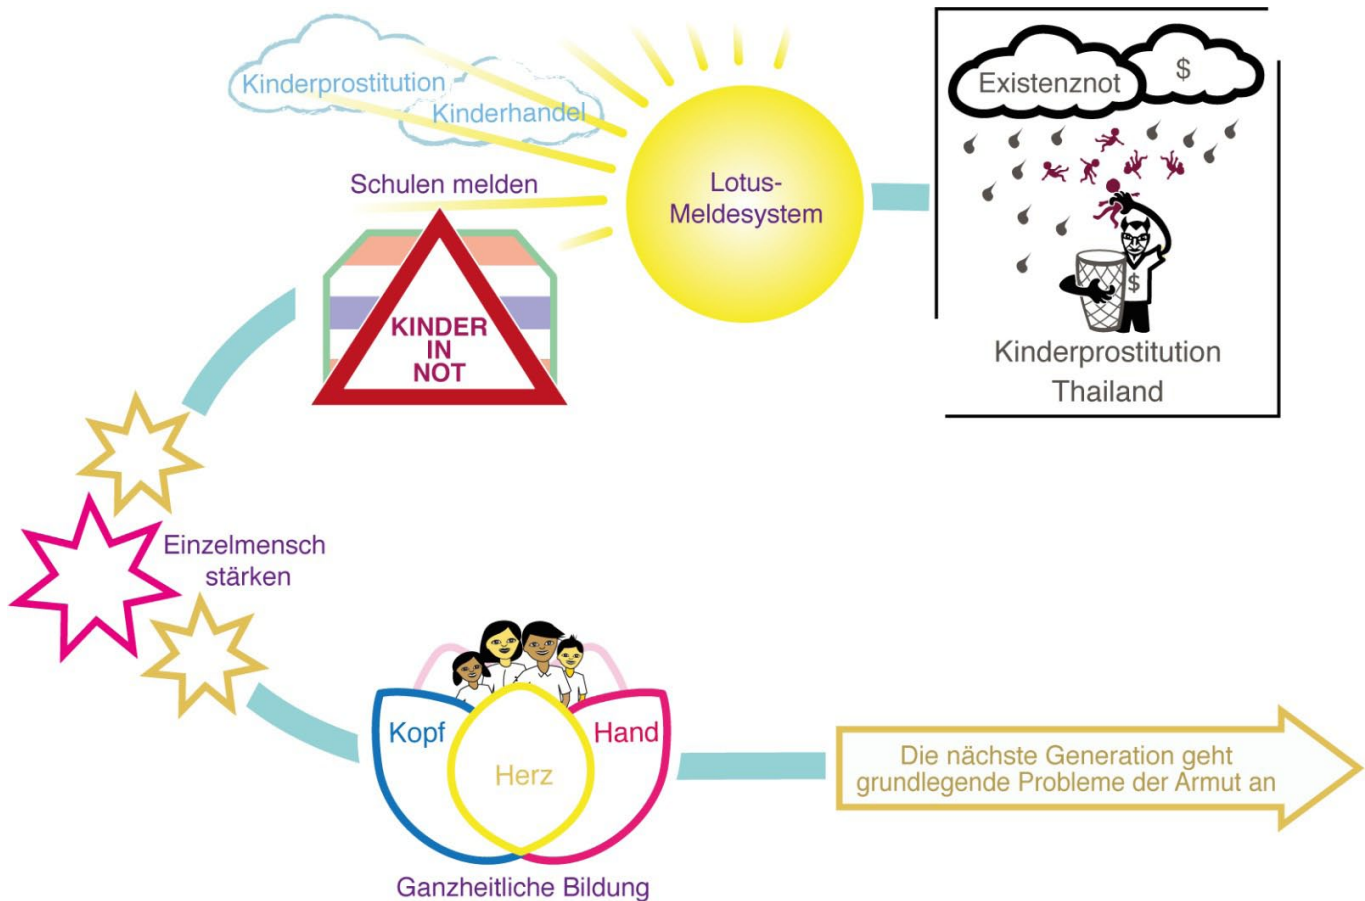 Kinderprostitution
Kinderhandel
Schulen melden
KINDER
IN
NOT
Lotus-
Meldesystem
Existenznot
$
$
Kinderprostitution
Thailand
Einzelmensch
stärken
Kopf
Herz
Hand
Ganzheitliche Bildung
Die nächste Generation geht
grundlegende Probleme der Armut an